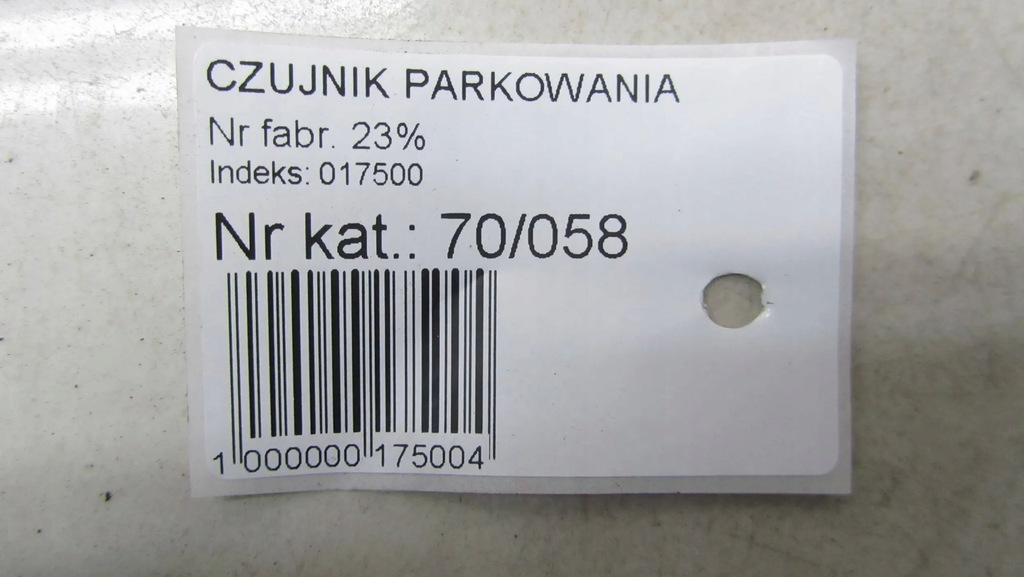 CZUJNIK PARKOWANIA
Nr fabr. 23%
Indeks: 017500
Nr kat.: 70/058
1 000000 175004